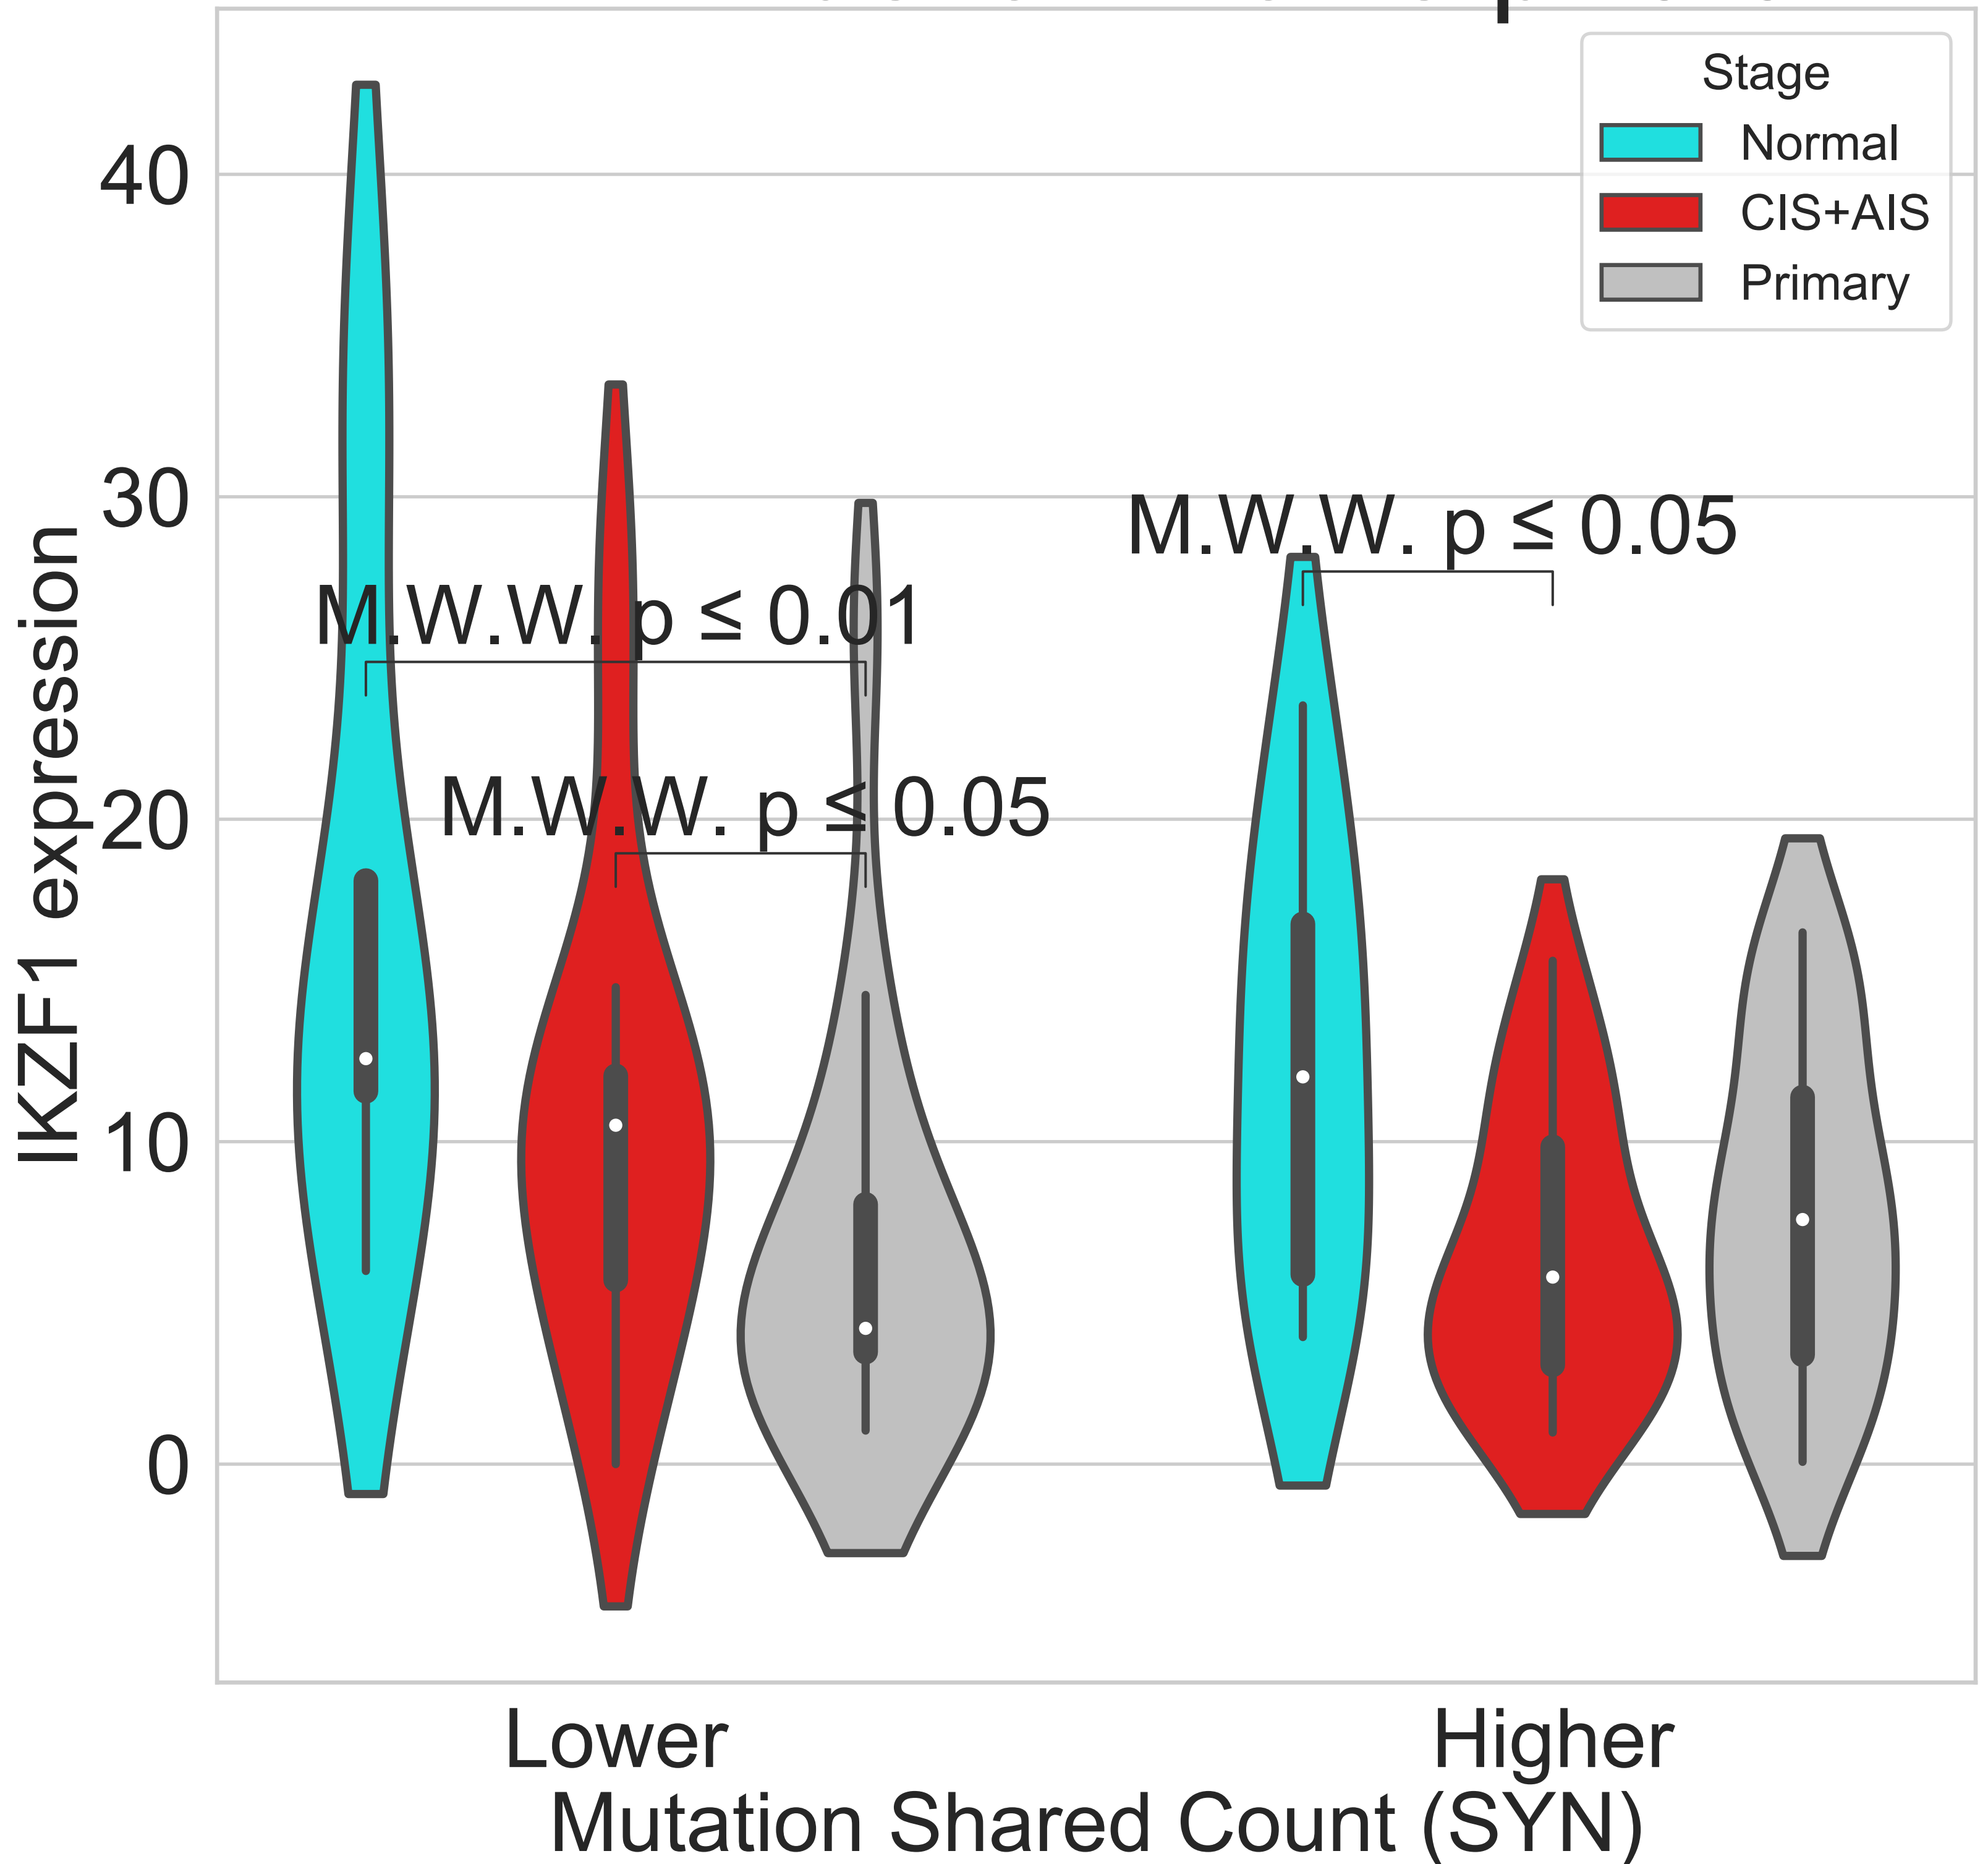 Stage
Normal
CIS+AIS
Primary
40
30
20
10
0
IKZF1 expression
M.W.W. p ≤ 0.05
M.W.W. p ≤ 0.01
M.W.W. p ≤ 0.05
Lower
Higher
Mutation Shared Count (SYN)